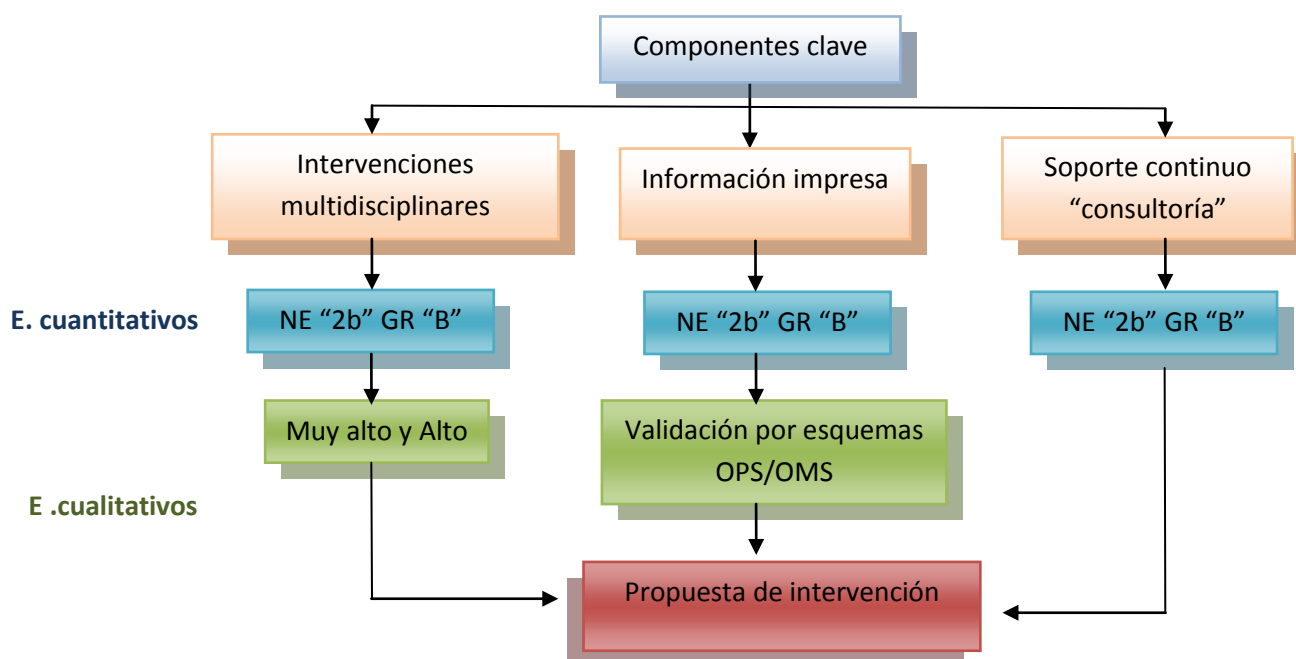 Componentes clave
Intervenciones
multidisciplinares
Información impresa
Soporte continuo
“consultoría”
E. cuantitativos
NE “2b” GR “B”
NE “2b” GR “B”
NE “2b” GR “B”
Muy alto y Alto
Validación por esquemas
OPS/OMS
E .cualitativos
Propuesta de intervención